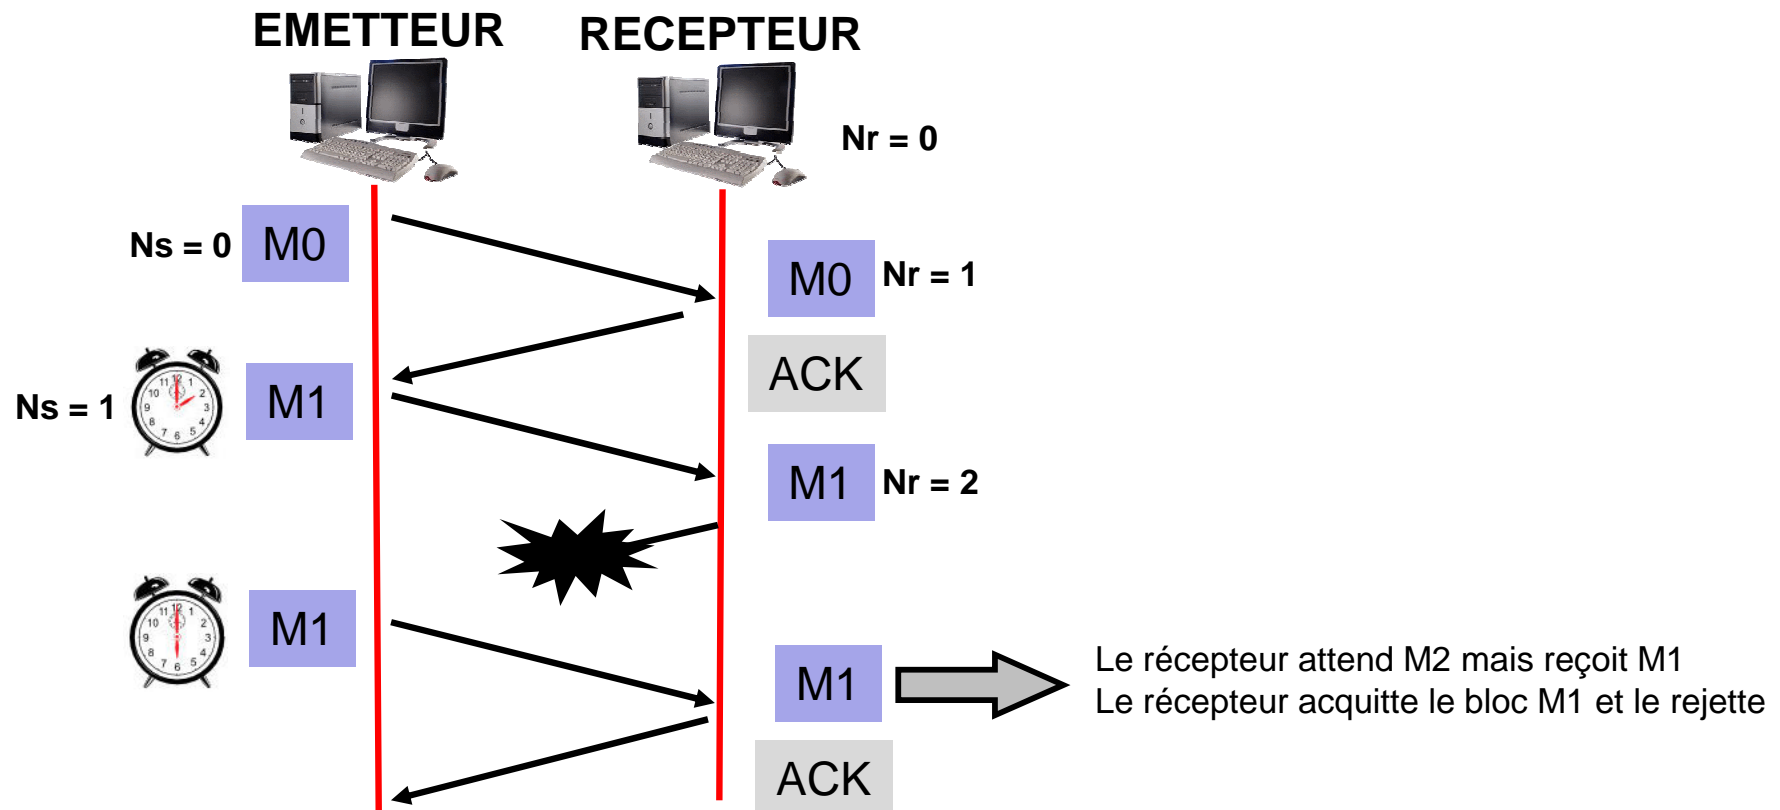 EMETTEUR
RECEPTEUR
Nr = 0
Ns = 0
M0
M0
Nr = 1
ACK
Ns = 1
M1
M1
Nr = 2
M1
M1
Le récepteur attend M2 mais reçoit M1
Le récepteur acquitte le bloc M1 et le rejette
ACK